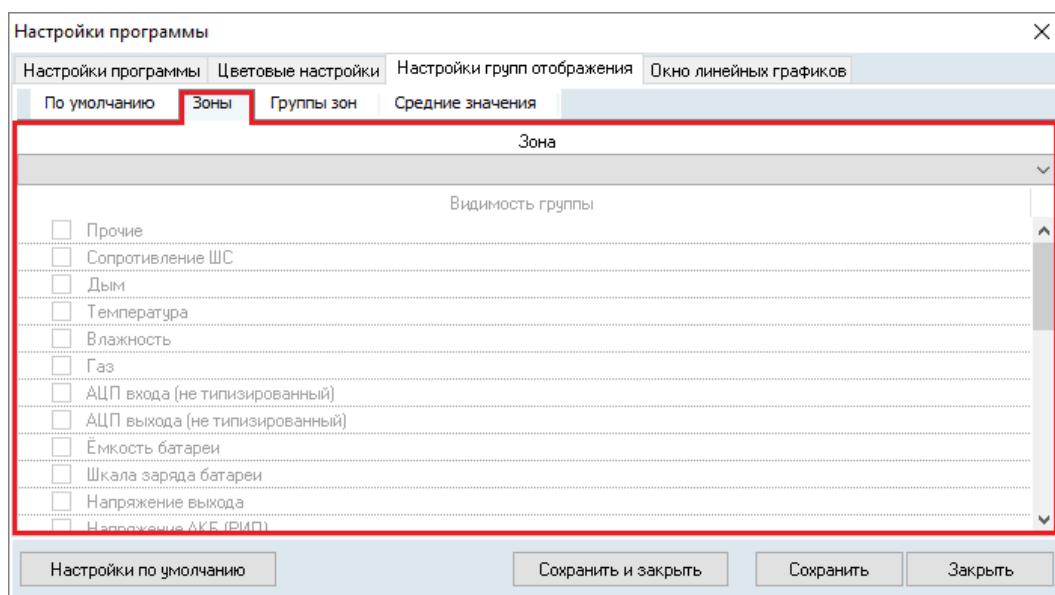 Настройки программы
Настройки программы Цветовые настройки Настройки групп отображения Окно линейных графиков
По умолчанию Зоны Группы зон Средние значения
Зона
Видимость группы
Прочие
Сопротивление ШС
Дым
Температура
Влажность
Газ
АЦП входа (не типизированный)
АЦП выхода (не типизированный)
Ёмкость батареи
Шкала заряда батареи
Напряжение выхода
Напряжение АКБ (РИП)
Настройки по умолчанию Сохранить и закрыть Сохранить Закрыть